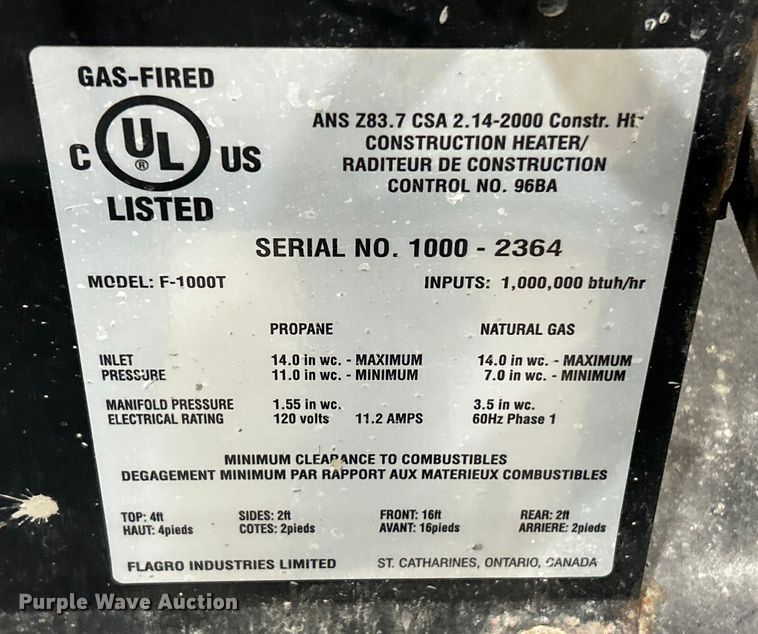 GAS-FIRED
C UL ® US
LISTED
ANS Z83.7 CSA 2.14-2000 Constr. Htr
CONSTRUCTION HEATER/
RADITEUR DE CONSTRUCTION
CONTROL NO. 96BA
SERIAL NO. 1000 - 2364
MODEL: F-1000T INPUTS: 1,000,000 btuh/hr
PROPANE NATURAL GAS
INLET 14.0 in wc. - MAXIMUM 14.0 in wc. - MAXIMUM
PRESSURE 11.0 in wc. - MINIMUM 7.0 in wc. - MINIMUM
MANIFOLD PRESSURE 1.55 in wc. 3.5 in wc.
ELECTRICAL RATING 120 volts 11.2 AMPS 60Hz Phase 1
MINIMUM CLEARANCE TO COMBUSTIBLES
DEGAGEMENT MINIMUM PAR RAPPORT AUX MATERIEUX COMBUSTIBLES
TOP: 4ft SIDES: 2ft FRONT: 16ft REAR: 2ft
HAUT: 4pieds COTES: 2pieds AVANT: 16pieds ARRIERE: 2pieds
FLAGRO INDUSTRIES LIMITED ST. CATHARINES, ONTARIO, CANADA
Purple Wave Auction